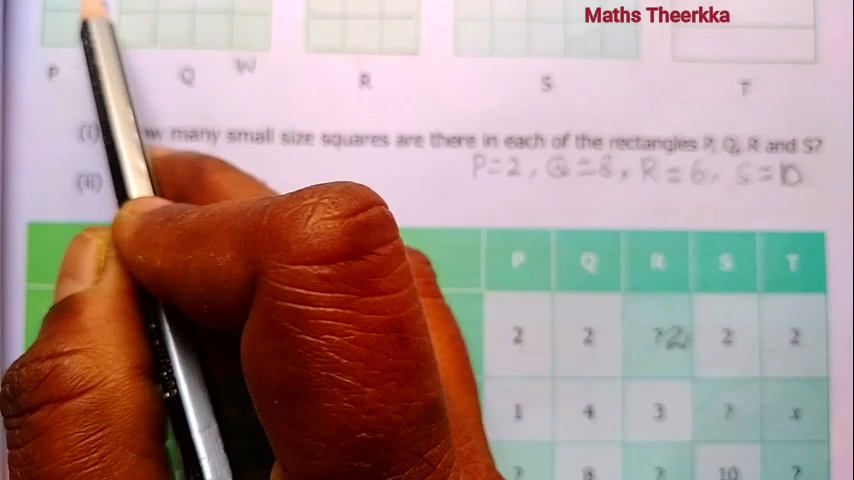 Maths Theerkka
P Q W R S T
(i) many small size squares are there in each of the rectangles P, Q, R and S?
P=2, Q=8, R=6, S=10
(ii)
P Q R S T
2 2 ?2 2 2
1 4 3 ? x
? 8 ? 10 ?